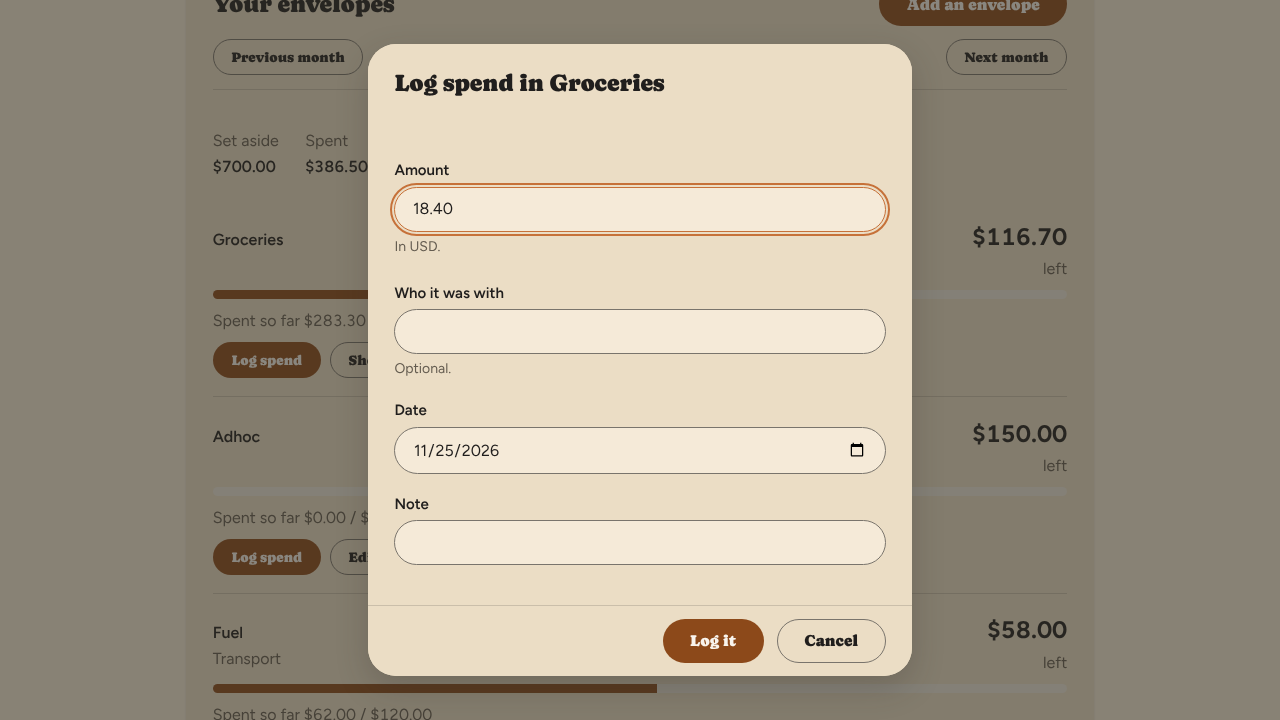 Your envelopes
Add an envelope
Previous month
Next month
Set aside
Spent
$700.00
$386.50
Groceries
$116.70
left
Spent so far $283.30
Log spend
Adhoc
$150.00
left
Spent so far $0.00 /
Log spend
Fuel
$58.00
Transport
left
Spent so far $62.00 / $120.00
Log spend in Groceries
Amount
18.40
In USD.
Who it was with
Optional.
Date
11/25/2026
Note
Log it
Cancel